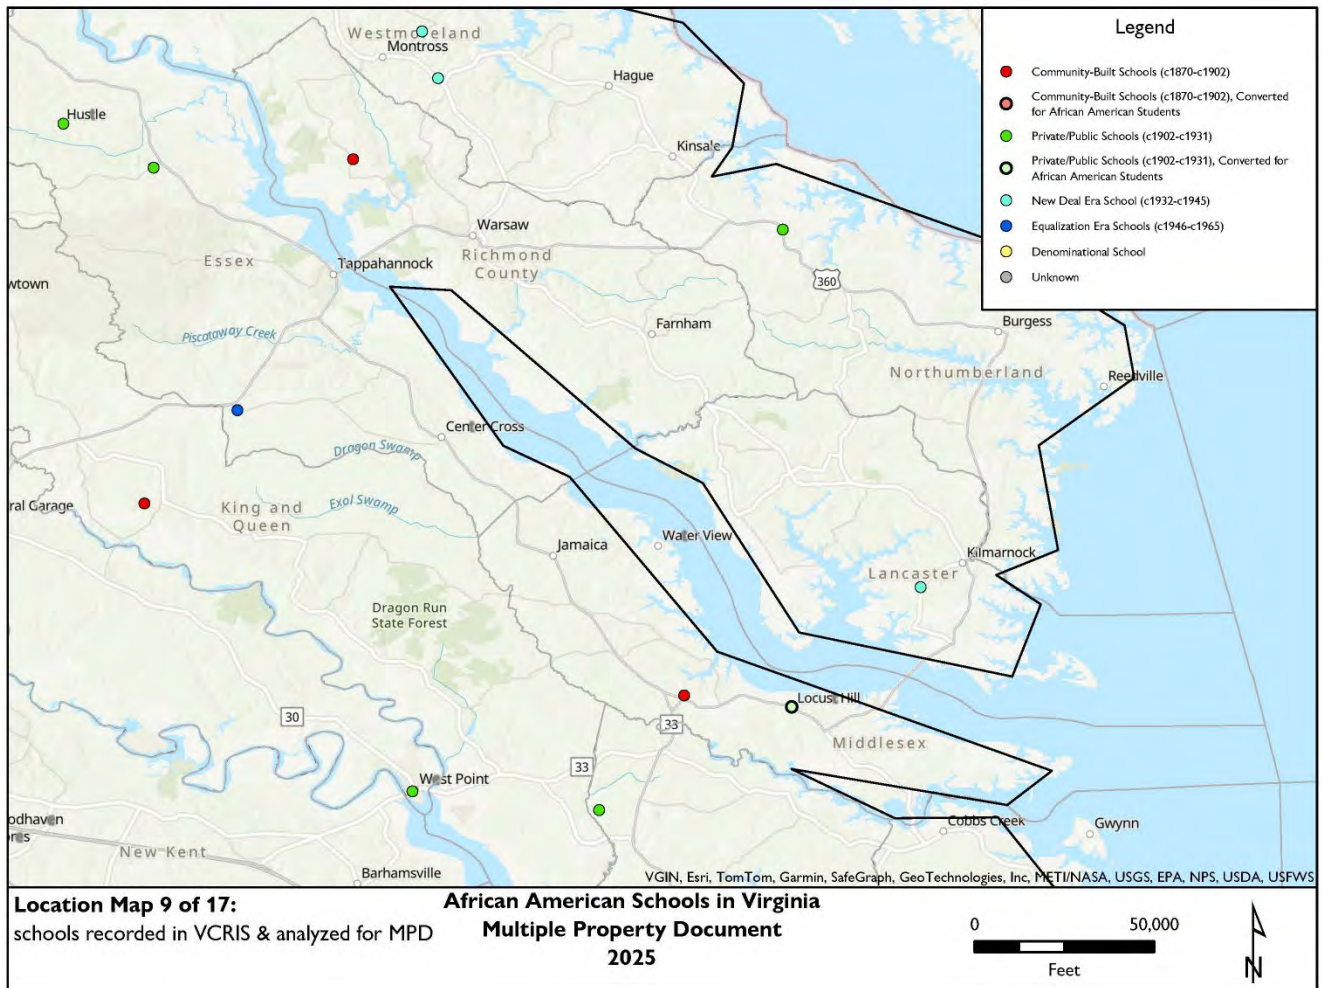 Westmoreland
Montross
Hague
Hustle
Kinsale
Warsaw
Richmond
County
Essex
Tappahannock
wtown
360
Piscataway Creek
Farnham
Burgess
Northumberland
Reedville
Center Cross
Dragon Swamp
ral Garage
King and
Queen
Exol Swamp
Water View
Jamaica
Kilmarnock
Lancaster
Dragon Run
State Forest
Locust Hill
30
33
Middlesex
33
West Point
odhaven
Cobbs Creek
Gwynn
New Kent
Barhamsville
Legend
Community-Built Schools (c1870-c1902)
Community-Built Schools (c1870-c1902), Converted
for African American Students
Private/Public Schools (c1902-c1931)
Private/Public Schools (c1902-c1931), Converted for
African American Students
New Deal Era School (c1932-c1945)
Equalization Era Schools (c1946-c1965)
Denominational School
Unknown
VGIN, Esri, TomTom, Garmin, SafeGraph, GeoTechnologies, Inc, METI/NASA, USGS, EPA, NPS, USDA, USFWS
Location Map 9 of 17:
schools recorded in VCRIS & analyzed for MPD
African American Schools in Virginia
Multiple Property Document
2025
0 50,000
Feet
N